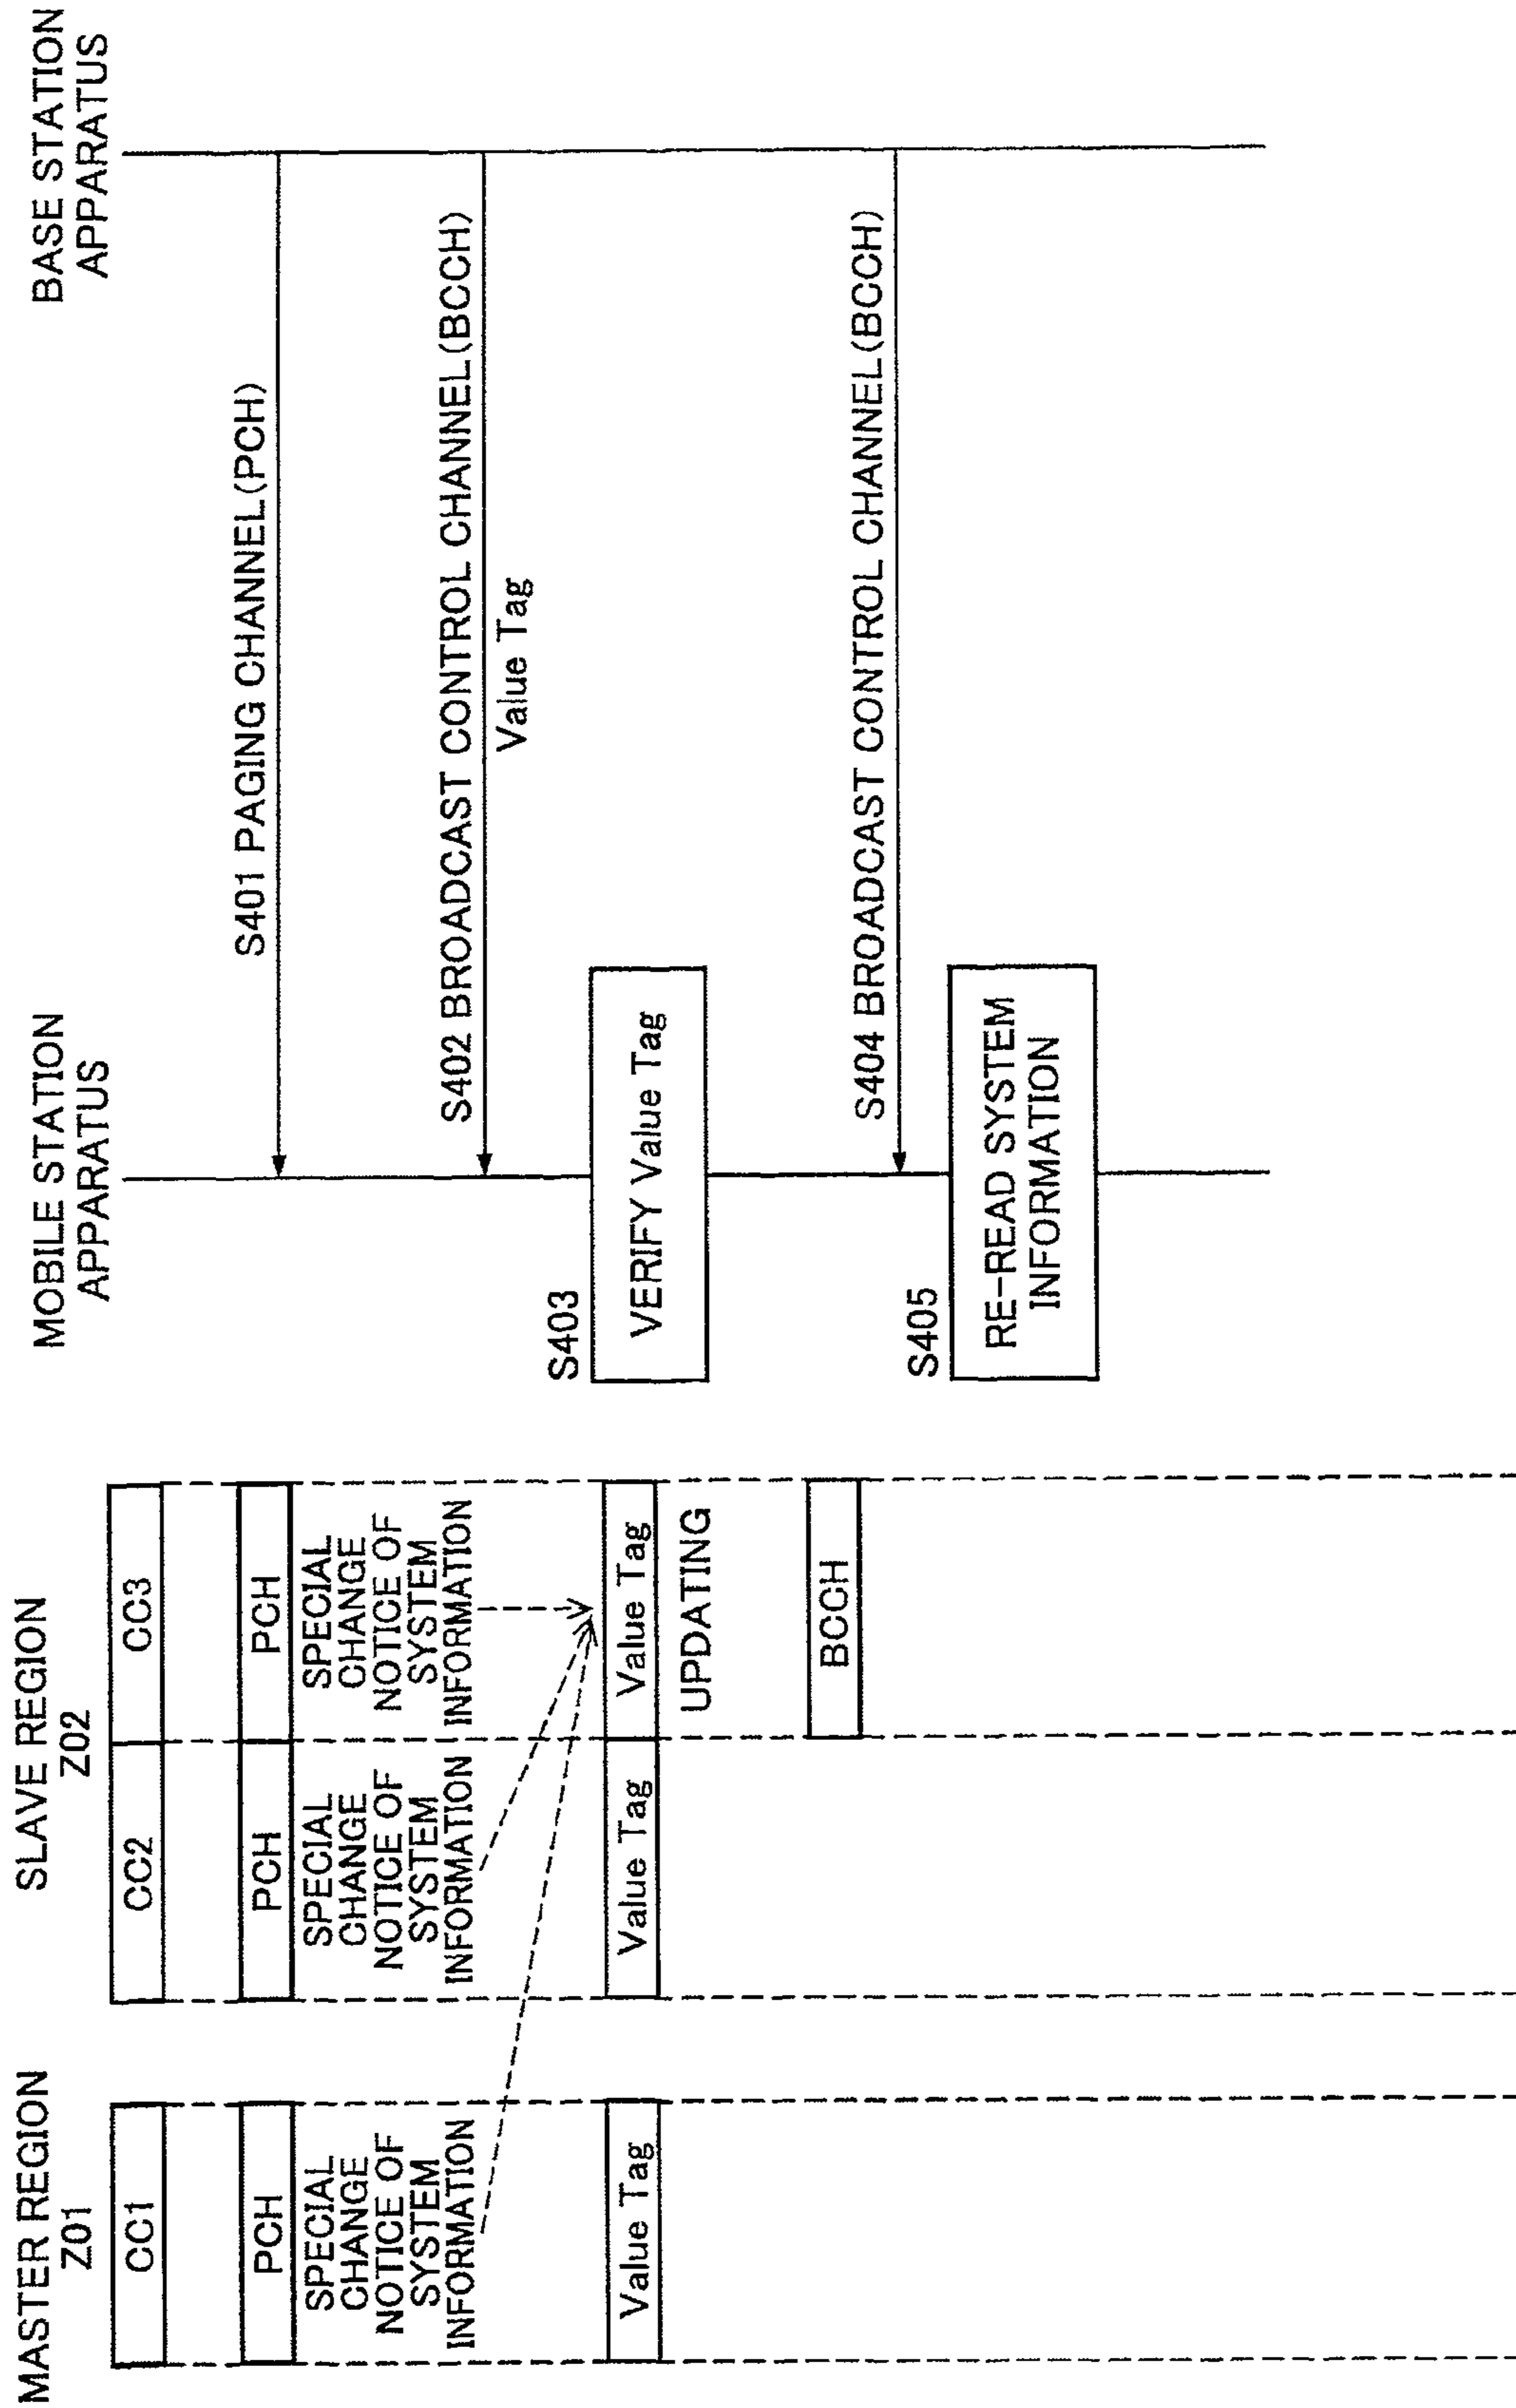 MASTER REGION
Z01
SLAVE REGION
Z02
MOBILE STATION
APPARATUS
BASE STATION
APPARATUS
CC1
CC2
CC3
PCH
PCH
PCH
SPECIAL
CHANGE
NOTICE OF
SYSTEM
INFORMATION
SPECIAL
CHANGE
NOTICE OF
SYSTEM
INFORMATION
SPECIAL
CHANGE
NOTICE OF
SYSTEM
INFORMATION
S401 PAGING CHANNEL(PCH)
S402 BROADCAST CONTROL CHANNEL(BCCH)
Value Tag
Value Tag
Value Tag
Value Tag
UPDATING
S403
VERIFY Value Tag
BCCH
S404 BROADCAST CONTROL CHANNEL(BCCH)
S405
RE-READ SYSTEM
INFORMATION